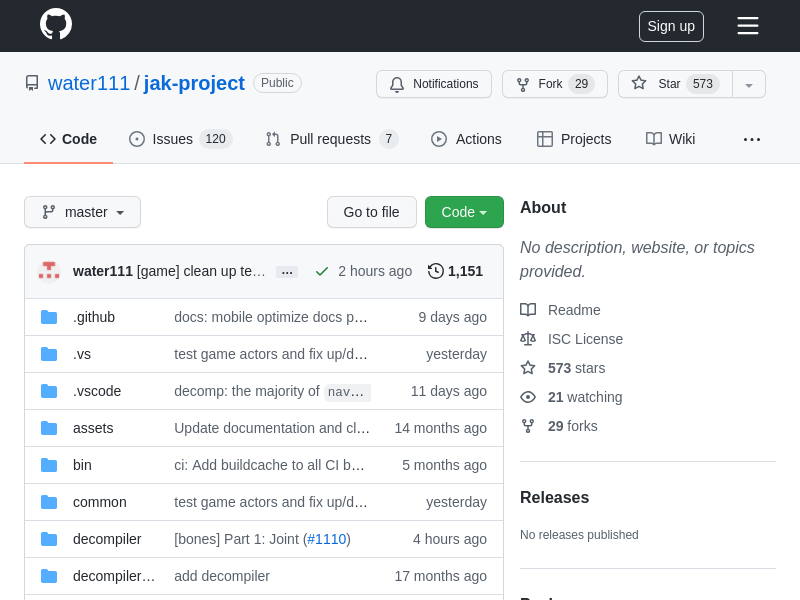 Sign up
water111 / jak-project Public
Notifications Fork 29 Star 573
Code Issues 120 Pull requests 7 Actions Projects Wiki
master Go to file Code
water111 [game] clean up te… … 2 hours ago 1,151
.github docs: mobile optimize docs p… 9 days ago
.vs test game actors and fix up/d… yesterday
.vscode decomp: the majority of nav… 11 days ago
assets Update documentation and cl… 14 months ago
bin ci: Add buildcache to all CI b… 5 months ago
common test game actors and fix up/d… yesterday
decompiler [bones] Part 1: Joint (#1110) 4 hours ago
decompiler… add decompiler 17 months ago
About
No description, website, or topics
provided.
Readme
ISC License
573 stars
21 watching
29 forks
Releases
No releases published